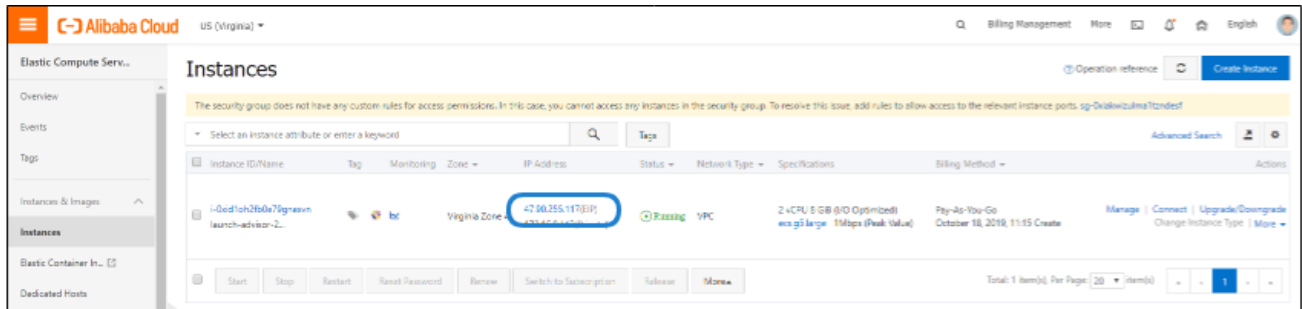 Alibaba Cloud US (Virginia) Billing Management More English
Elastic Compute Serv...
Instances
Operation reference Create Instance
Overview
The security group does not have any custom rules for access permissions. In this case, you cannot access any instances in the security group. To resolve this issue, add rules to allow access to the relevant instance ports.
Events
Select an instance attribute or enter a keyword Tags Advanced Search
Tags
Instance ID/Name Tag Monitoring Zone IP Address Status Network Type Specifications Billing Method Actions
Instances & Images
47.90.255.117(EIP)
launch-advisor-2... Virginia Zone Running VPC
2 vCPU 8 GB (I/O Optimized)
ecs.g5.large 1Mbps (Peak Value)
Pay-As-You-Go
October 18, 2019, 11:15 Create
Manage | Connect | Upgrade/Downgrade
Change Instance Type | More
Instances
Elastic Container In...
Start Stop Restart Reset Password Renew Switch to Subscription Release More
Total: 1 item(s), Per Page: 20 item(s) 1
Dedicated Hosts